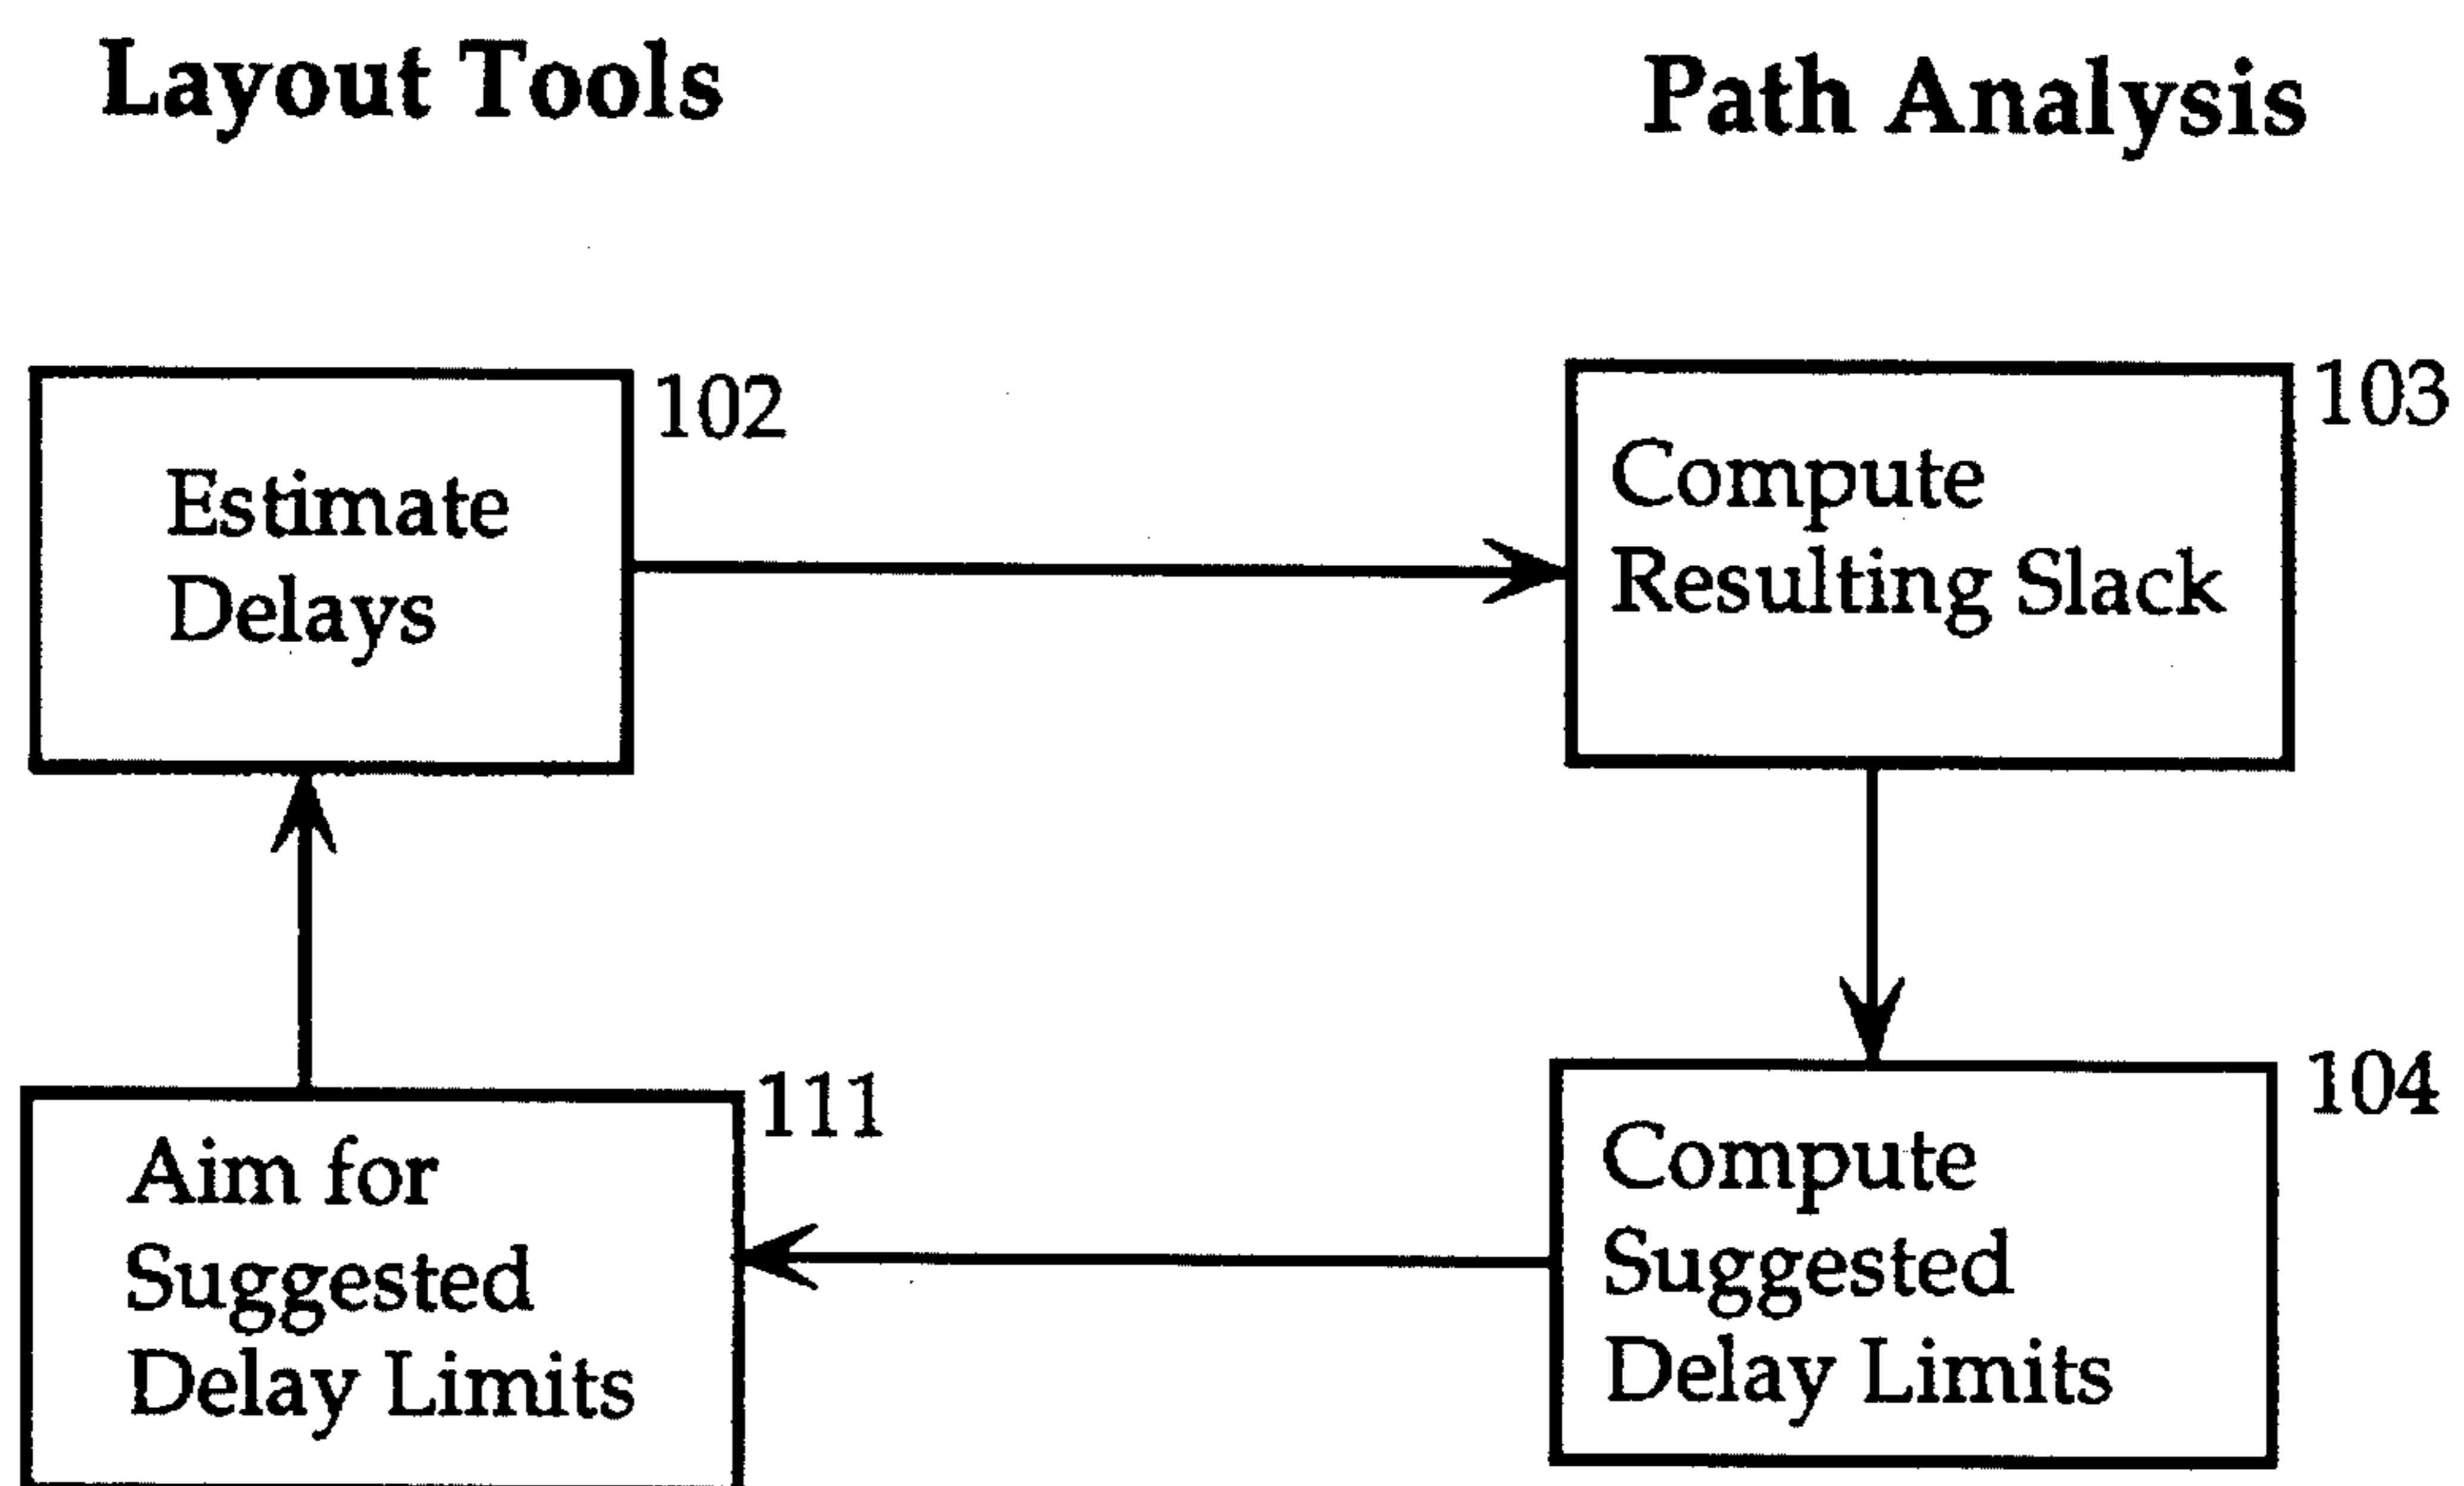 Layout Tools
Path Analysis
102
Estimate
Delays
103
Compute
Resulting Slack
111
Aim for
Suggested
Delay Limits
104
Compute
Suggested
Delay Limits